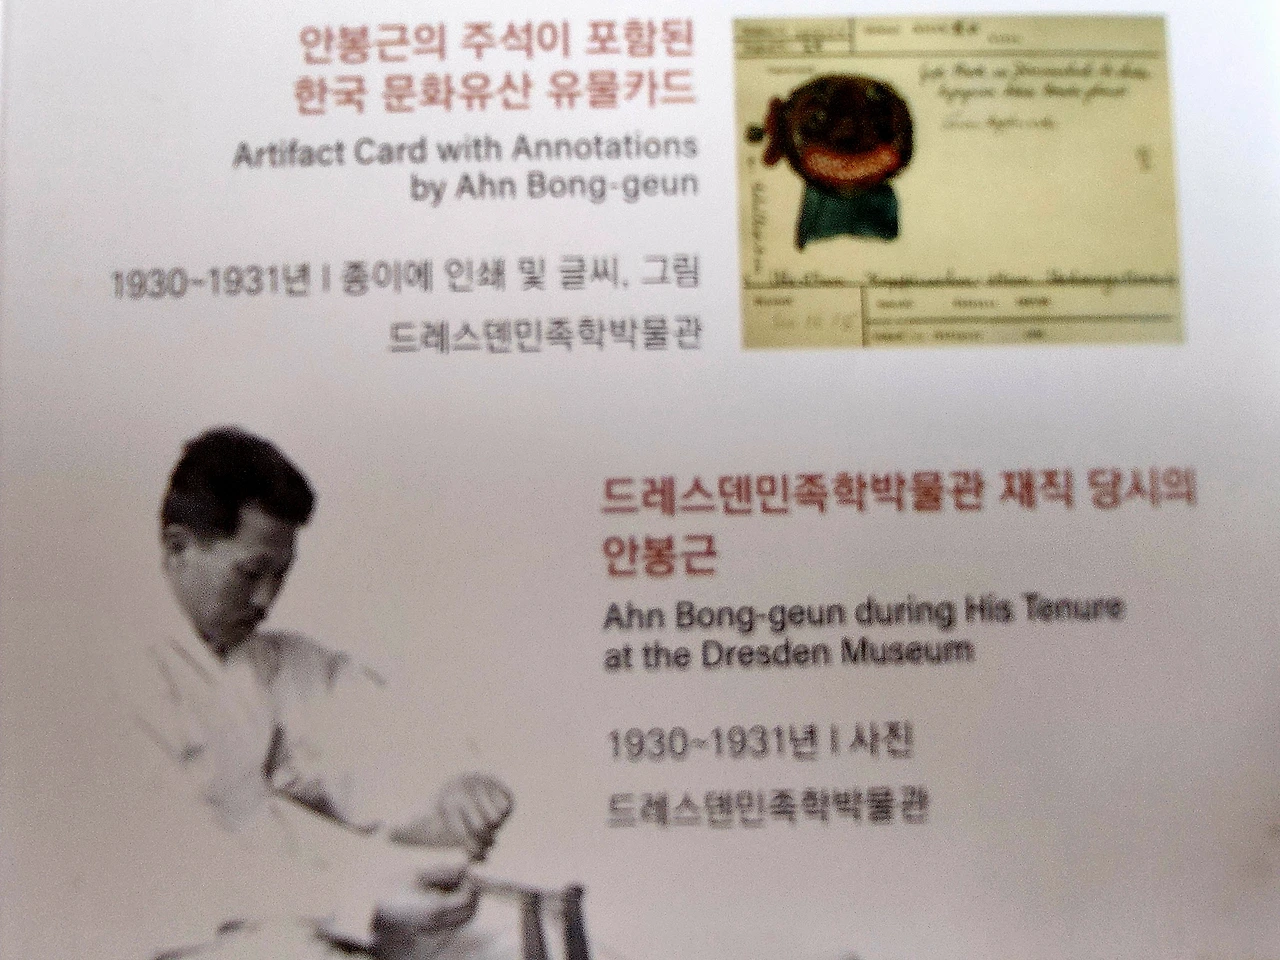 안봉근의 주석이 포함된
한국 문화유산 유물카드
Artifact Card with Annotations
by Ahn Bong-geun
1930~1931년 | 종이에 인쇄 및 글씨, 그림
드레스덴민족학박물관
드레스덴민족학박물관 재직 당시의
안봉근
Ahn Bong-geun during His Tenure
at the Dresden Museum
1930~1931년 | 사진
드레스덴민족학박물관